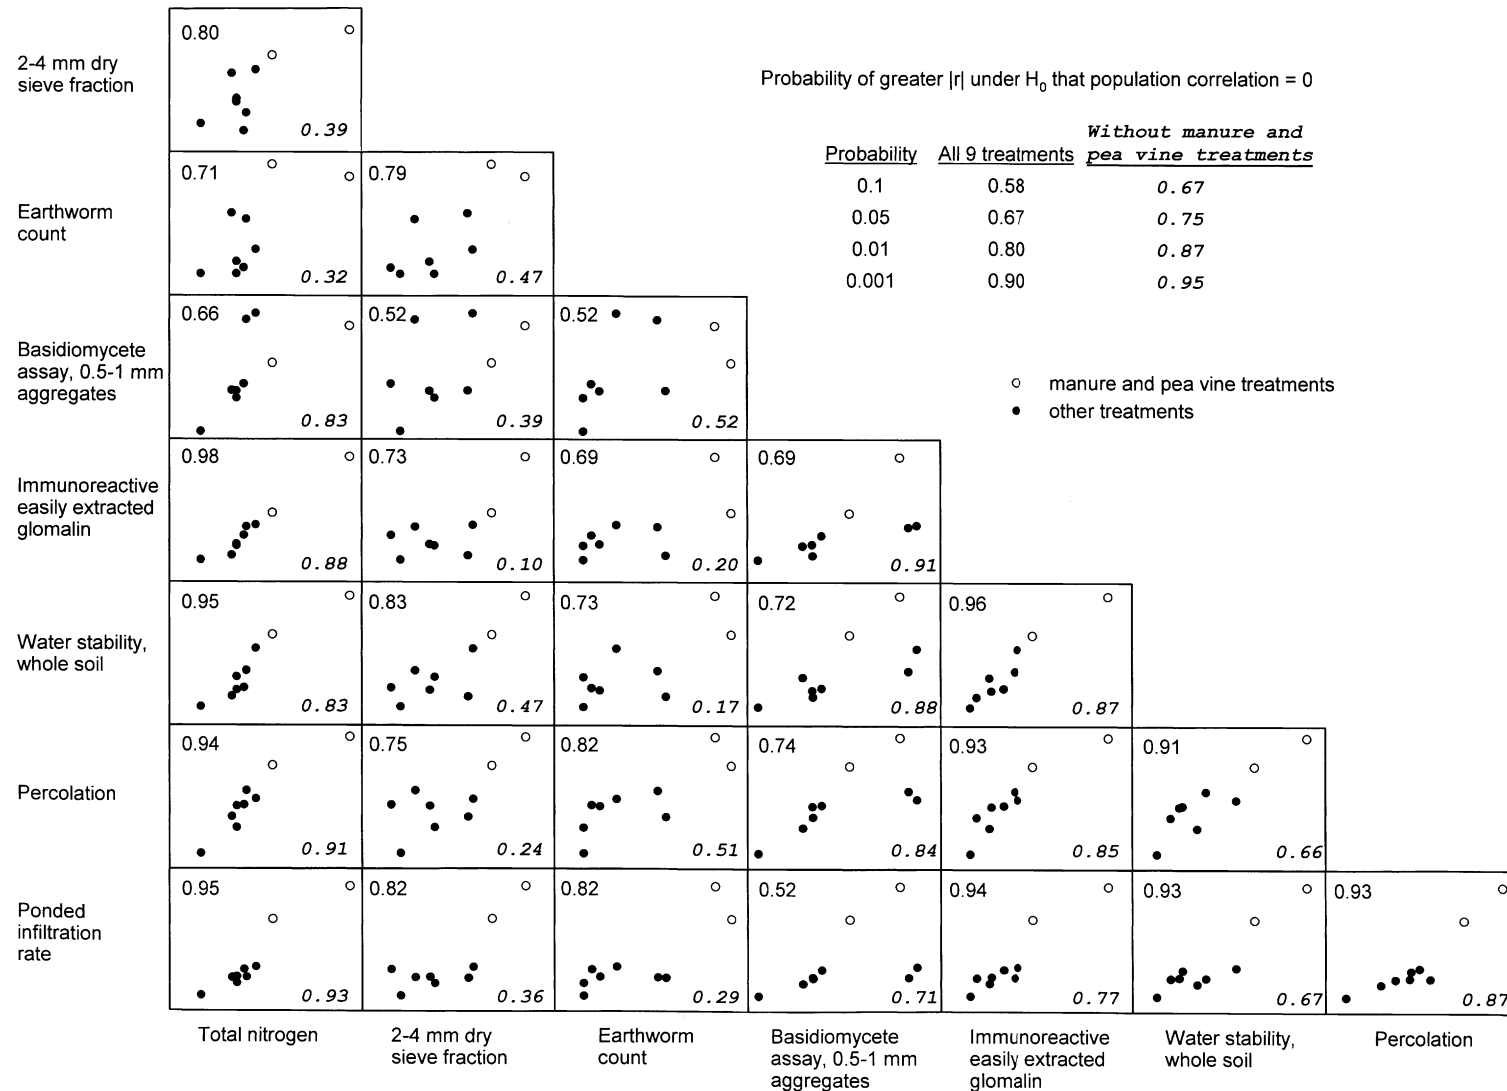 0.80
2-4 mm dry
sieve fraction
0.39
Probability of greater |r| under H0 that population correlation = 0
Without manure and
Probability All 9 treatments pea vine treatments
0.1 0.58 0.67
0.05 0.67 0.75
0.01 0.80 0.87
0.001 0.90 0.95
0.71 0.79
Earthworm
count
0.32 0.47
0.66 0.52 0.52
Basidiomycete
assay, 0.5-1 mm
aggregates
0.83 0.39 0.52
manure and pea vine treatments
other treatments
0.98 0.73 0.69 0.69
Immunoreactive
easily extracted
glomalin
0.88 0.10 0.20 0.91
0.95 0.83 0.73 0.72 0.96
Water stability,
whole soil
0.83 0.47 0.17 0.88 0.87
0.94 0.75 0.82 0.74 0.93 0.91
Percolation
0.91 0.24 0.51 0.84 0.85 0.66
0.95 0.82 0.82 0.52 0.94 0.93 0.93
Ponded
infiltration
rate
0.93 0.36 0.29 0.71 0.77 0.67 0.87
Total nitrogen
2-4 mm dry
sieve fraction
Earthworm
count
Basidiomycete
assay, 0.5-1 mm
aggregates
Immunoreactive
easily extracted
glomalin
Water stability,
whole soil
Percolation